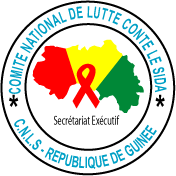 COMITE NATIONAL DE LUTTE CONTE LE SIDA
Secrétariat Exécutif
C.N.L.S - REPUBLIQUE DE GUINEE